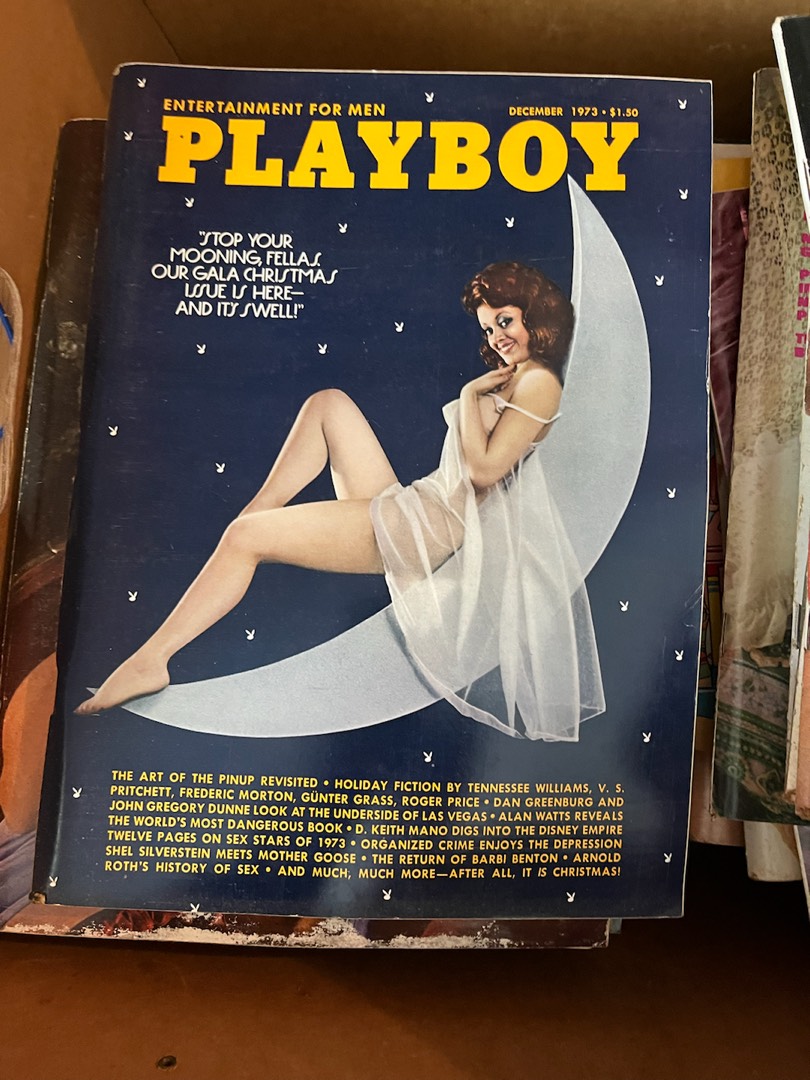 ENTERTAINMENT FOR MEN
DECEMBER 1973 • $1.50
PLAYBOY
"STOP YOUR
MOONING, FELLAS.
OUR GALA CHRISTMAS
ISSUE IS HERE—
AND IT'S SWELL!"
THE ART OF THE PINUP REVISITED • HOLIDAY FICTION BY TENNESSEE WILLIAMS, V. S.
PRITCHETT, FREDERIC MORTON, GÜNTER GRASS, ROGER PRICE • DAN GREENBURG AND
JOHN GREGORY DUNNE LOOK AT THE UNDERSIDE OF LAS VEGAS • ALAN WATTS REVEALS
THE WORLD'S MOST DANGEROUS BOOK • D. KEITH MANO DIGS INTO THE DISNEY EMPIRE
TWELVE PAGES ON SEX STARS OF 1973 • ORGANIZED CRIME ENJOYS THE DEPRESSION
SHEL SILVERSTEIN MEETS MOTHER GOOSE • THE RETURN OF BARBI BENTON • ARNOLD
ROTH'S HISTORY OF SEX • AND MUCH, MUCH MORE—AFTER ALL, IT IS CHRISTMAS!